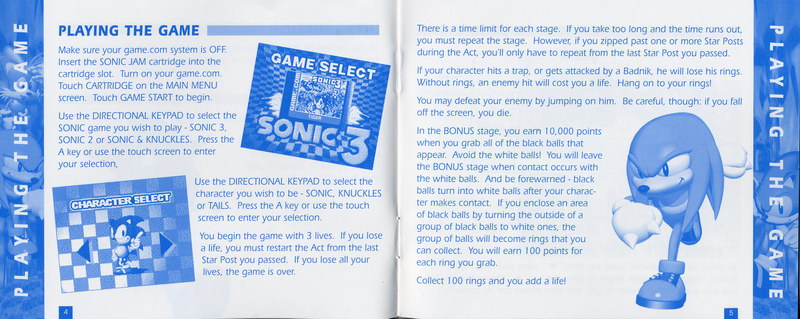 PLAYING THE GAME
PLAYING THE GAME
Make sure your game.com system is OFF.
Insert the SONIC JAM cartridge into the
cartridge slot. Turn on your game.com.
Touch CARTRIDGE on the MAIN MENU
screen. Touch GAME START to begin.
Use the DIRECTIONAL KEYPAD to select the
SONIC game you wish to play - SONIC 3,
SONIC 2 or SONIC & KNUCKLES. Press the
A key or use the touch screen to enter
your selection,
GAME SELECT
SONIC 3
SONIC 3
CHARACTER SELECT
Use the DIRECTIONAL KEYPAD to select the
character you wish to be - SONIC, KNUCKLES
or TAILS. Press the A key or use the touch
screen to enter your selection.
You begin the game with 3 lives. If you lose
a life, you must restart the Act from the last
Star Post you passed. If you lose all your
lives, the game is over.
4
There is a time limit for each stage. If you take too long and the time runs out,
you must repeat the stage. However, if you zipped past one or more Star Posts
during the Act, you'll only have to repeat from the last Star Post you passed.
If your character hits a trap, or gets attacked by a Badnik, he will lose his rings.
Without rings, an enemy hit will cost you a life. Hang on to your rings!
You may defeat your enemy by jumping on him. Be careful, though: if you fall
off the screen, you die.
In the BONUS stage, you earn 10,000 points
when you grab all of the black balls that
appear. Avoid the white balls! You will leave
the BONUS stage when contact occurs with
the white balls. And be forewarned - black
balls turn into white balls after your charac-
ter makes contact. If you enclose an area
of black balls by turning the outside of a
group of black balls to white ones, the
group of balls will become rings that you
can collect. You will earn 100 points for
each ring you grab.
Collect 100 rings and you add a life!
5
PLAYING THE GAME